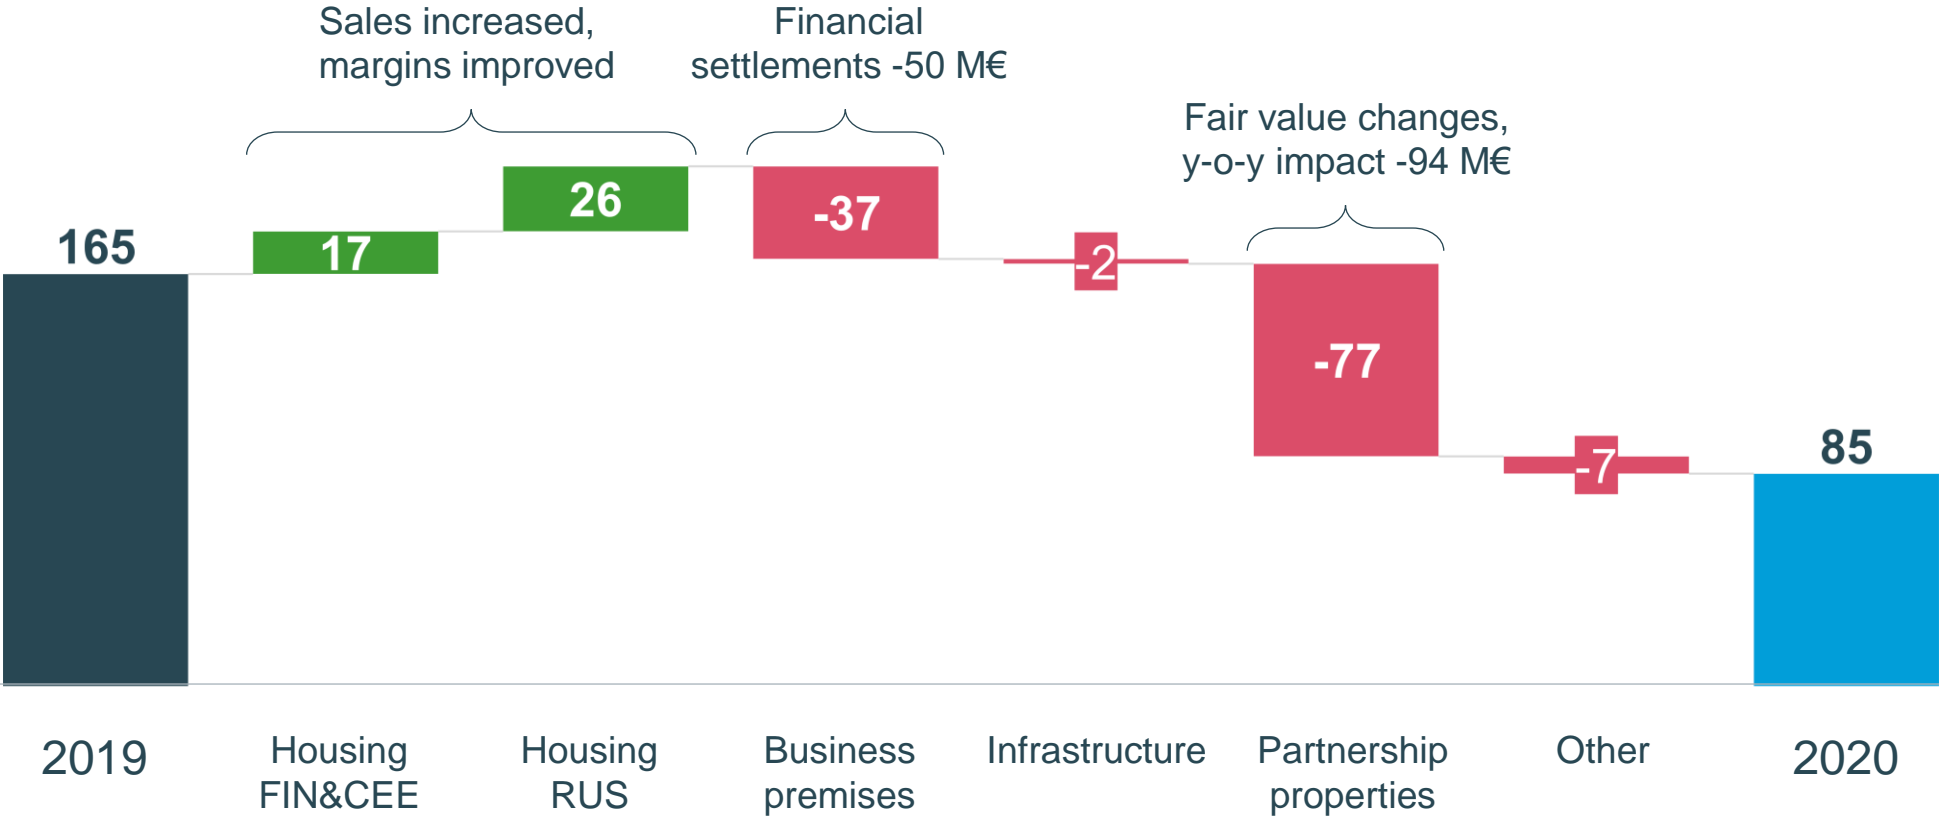 Sales increased,
margins improved
Financial
settlements -50 M€
Fair value changes,
y-o-y impact -94 M€
165
17
26
-37
-2
-77
-7
85
2019
Housing
FIN&CEE
Housing
RUS
Business
premises
Infrastructure
Partnership
properties
Other
2020